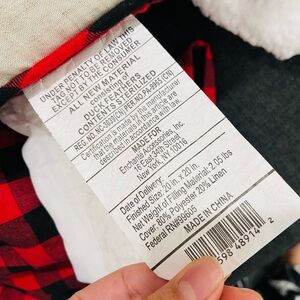 UNDER PENALTY OF LAW THIS
TAG NOT TO BE REMOVED
EXCEPT BY THE CONSUMER
ALL NEW MATERIAL
consisting of
DUCK FEATHERS
CONTENTS STERILIZED
Certification is made by the manufacturer
that the materials in this article are
described in accordance with law.
MADE FOR
Enchante Accessories, Inc.
16 East 34th Street
New York, NY 10016
Date of Delivery:
Finished Size: 20 in. x 20 in.
Net Weight of Filling Material: 2.05 lbs
Cover: 80% Polyester 20% Linen
Federal RN#99605
MADE IN CHINA
598 48914 2